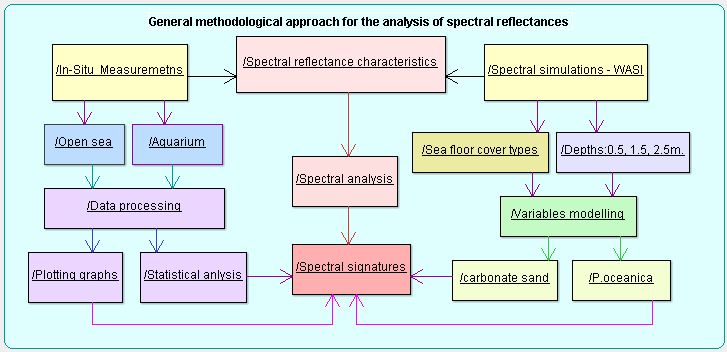 General methodological approach for the analysis of spectral reflectances
/In-Situ Measuremetns
/Spectral reflectance characteristics
/Spectral simulations - WASI
/Open sea
/Aquarium
/Sea floor cover types
/Depths:0.5, 1.5, 2.5m.
/Spectral analysis
/Data processing
/Variables modelling
/Plotting graphs
/Statistical anlysis
/Spectral signatures
/carbonate sand
/P.oceanica